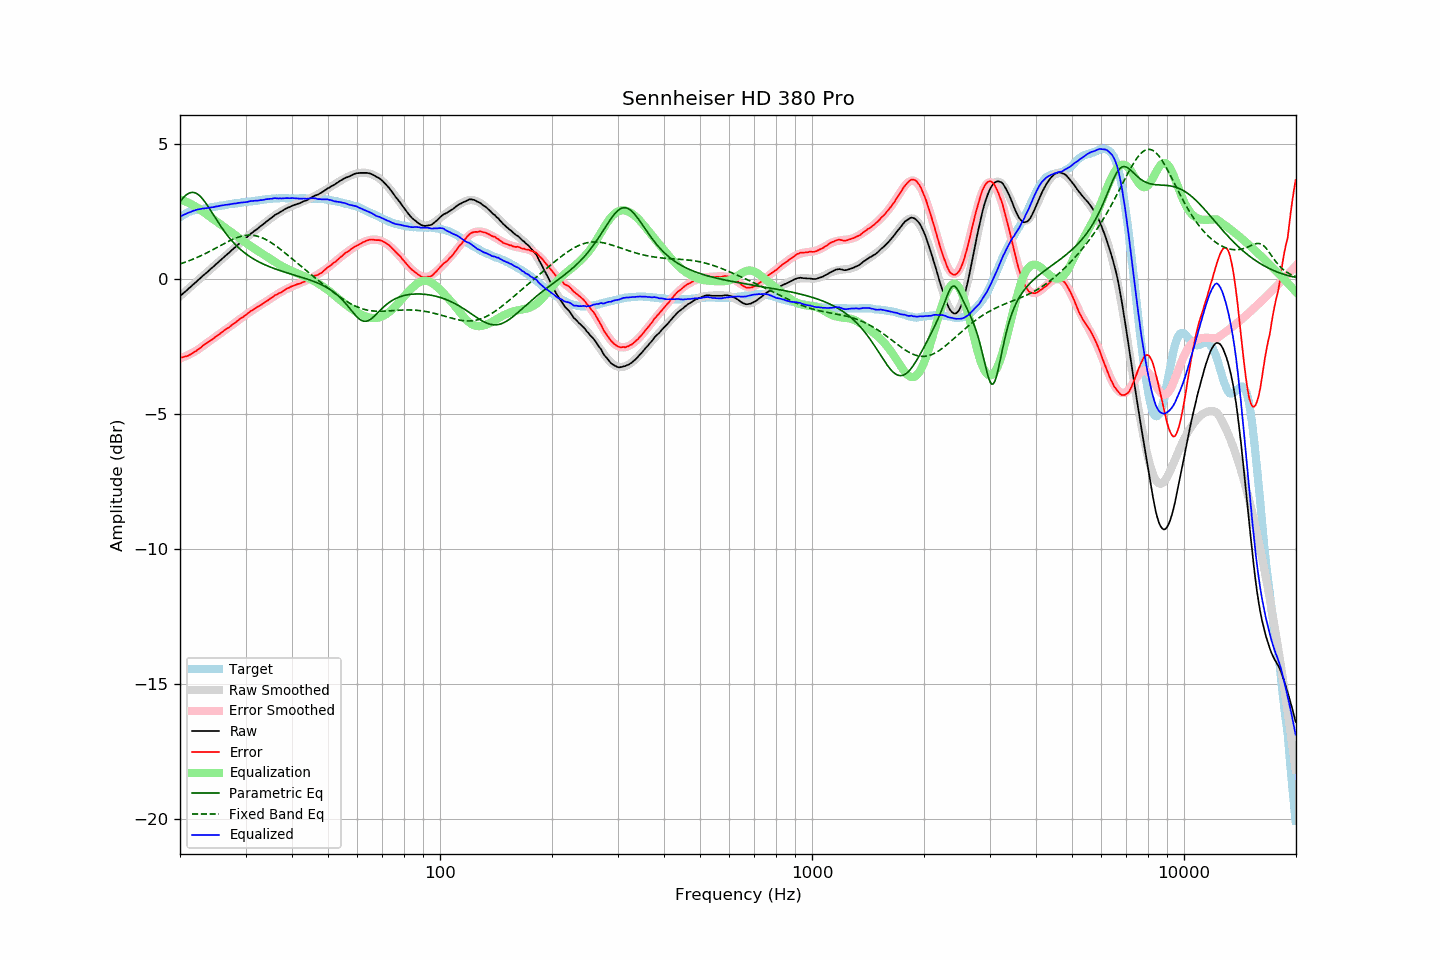 Sennheiser HD 380 Pro
Amplitude (dBr)
5
0
−5
−10
−15
−20
Target
Raw Smoothed
Error Smoothed
Raw
Error
Equalization
Parametric Eq
Fixed Band Eq
Equalized
100
1000
10000
Frequency (Hz)